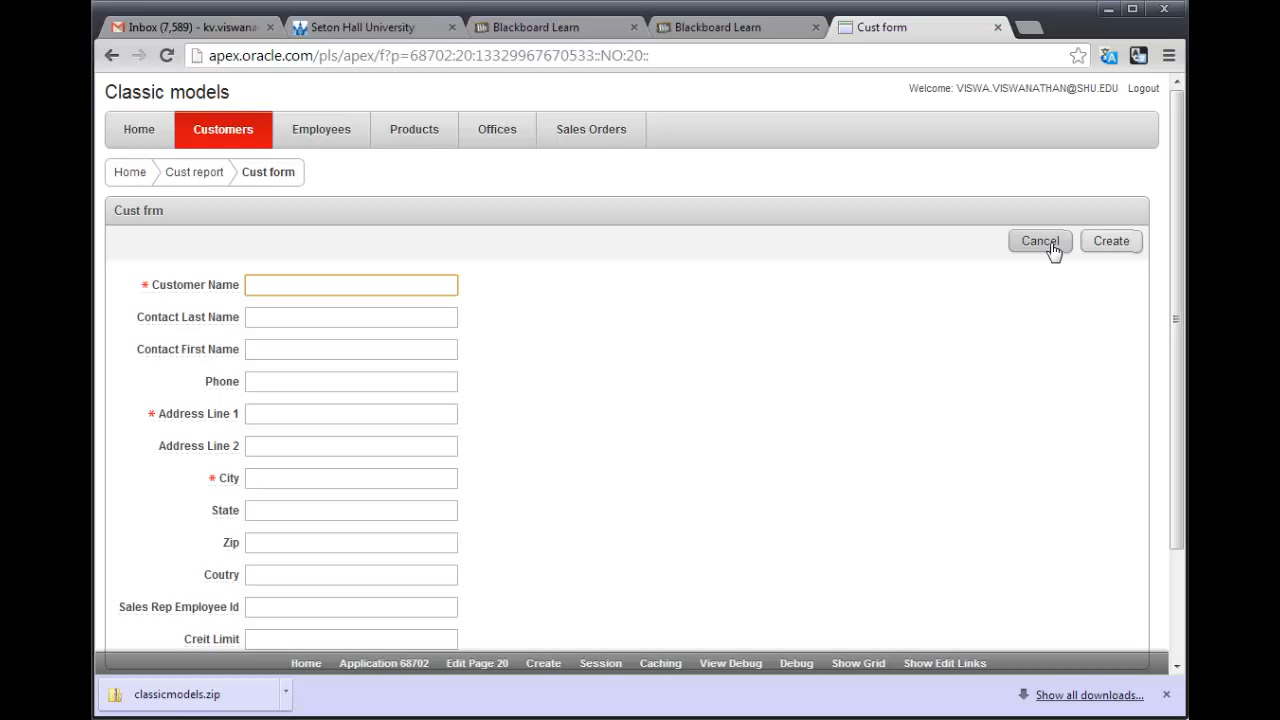 Inbox (7,589) - kv.viswana
Seton Hall University
Blackboard Learn
Blackboard Learn
Cust form
apex.oracle.com/pls/apex/f?p=68702:20:13329967670533::NO:20::
Classic models
Welcome: VISWA.VISWANATHAN@SHU.EDU Logout
Home Customers Employees Products Offices Sales Orders
Home Cust report Cust form
Cust frm
Cancel Create
* Customer Name
Contact Last Name
Contact First Name
Phone
* Address Line 1
Address Line 2
* City
State
Zip
Coutry
Sales Rep Employee Id
Creit Limit
Home Application 68702 Edit Page 20 Create Session Caching View Debug Debug Show Grid Show Edit Links
classicmodels.zip
Show all downloads...